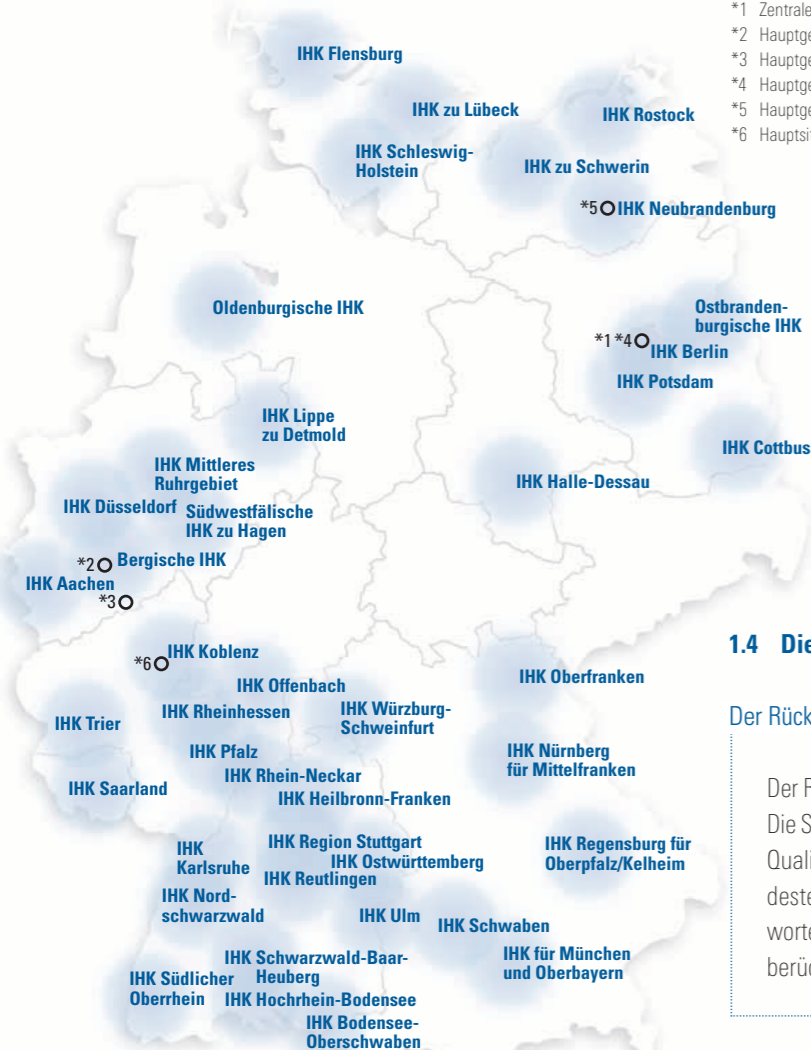 *1 Zentrale
*2
*3
*4
*5
*6
IHK Flensburg
IHK zu Lübeck
IHK Rostock
IHK Schleswig-
Holstein
IHK zu Schwerin
*5 IHK Neubrandenburg
Oldenburgische IHK
Ostbranden-
burgische IHK
*1 *4
IHK Berlin
IHK Potsdam
IHK Lippe
zu Detmold
IHK Cottbus
IHK Mittleres
Ruhrgebiet
IHK Halle-Dessau
IHK Düsseldorf
Südwestfälische
IHK zu Hagen
*2 Bergische IHK
IHK Aachen
*3
1.4 Die
IHK Koblenz
*6
IHK Oberfranken
IHK Offenbach
IHK Trier
IHK Rheinhessen
IHK Würzburg-
Schweinfurt
Der Rück
IHK Pfalz
IHK Nürnberg
für Mittelfranken
IHK Saarland
IHK Rhein-Neckar
IHK Heilbronn-Franken
Der
Die
Quali
deste
worte
berü
IHK
Karlsruhe
IHK Region Stuttgart
IHK Ostwürttemberg
IHK Reutlingen
IHK Regensburg für
Oberpfalz/Kelheim
IHK Nord-
schwarzwald
IHK Ulm
IHK Schwaben
IHK für München
und Oberbayern
IHK Schwarzwald-Baar-
Heuberg
IHK Südlicher
Oberrhein
IHK Hochrhein-Bodensee
IHK Bodensee-
Oberschwaben